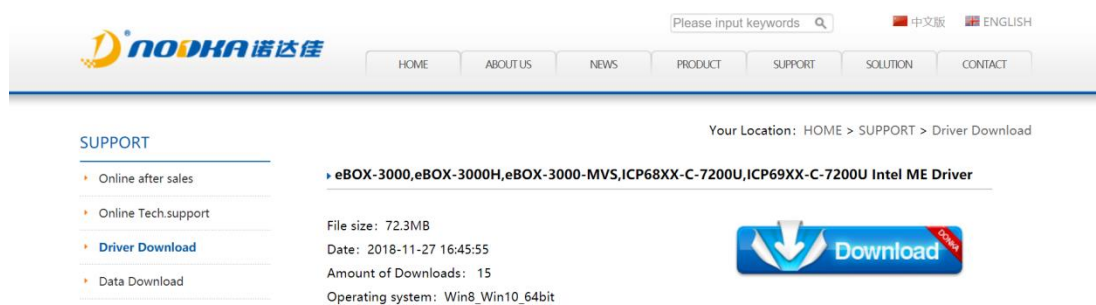 Please input keywords
中文版
ENGLISH
NODKA诺达佳
HOME
ABOUT US
NEWS
PRODUCT
SUPPORT
SOLUTION
CONTACT
SUPPORT
Your Location: HOME > SUPPORT > Driver Download
Online after sales
Online Tech.support
Driver Download
Data Download
eBOX-3000,eBOX-3000H,eBOX-3000-MVS,ICP68XX-C-7200U,ICP69XX-C-7200U Intel ME Driver
File size: 72.3MB
Date: 2018-11-27 16:45:55
Amount of Downloads: 15
Operating system: Win8_Win10_64bit
Download
DONKA